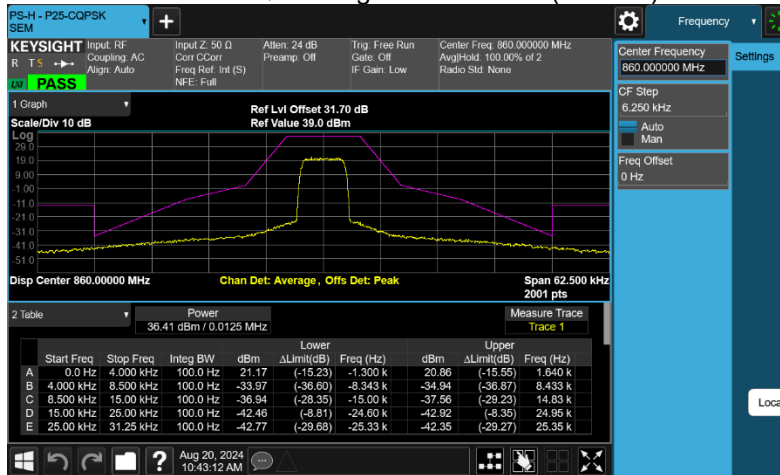 PS-H - P25-CQPSK
SEM
Frequency
KEYSIGHT
R T S
LXI
PASS
Input: RF
Coupling: AC
Align: Auto
Input Z: 50 Ω
Corr CCorr
Freq Ref: Int (S)
NFE: Full
Atten: 24 dB
Preamp: Off
Trig: Free Run
Gate: Off
IF Gain: Low
Center Freq: 860.000000 MHz
Avg|Hold: 100.00% of 2
Radio Std: None
Center Frequency
860.000000 MHz
Settings
CF Step
6.250 kHz
Auto
Man
Freq Offset
0 Hz
1 Graph
Scale/Div 10 dB
Ref Lvl Offset 31.70 dB
Ref Value 39.0 dBm
Log
29.0
19.0
9.00
-1.00
-11.0
-21.0
-31.0
-41.0
-51.0
Disp Center 860.00000 MHz
Chan Det: Average, Offs Det: Peak
Span 62.500 kHz
2001 pts
2 Table
Power
36.41 dBm / 0.0125 MHz
Measure Trace
Trace 1
Lower Upper
Start Freq Stop Freq Integ BW dBm ΔLimit(dB) Freq (Hz) dBm ΔLimit(dB) Freq (Hz)
A 0.0 Hz 4.000 kHz 100.0 Hz 21.17 (-15.23) -1.300 k 20.86 (-15.55) 1.640 k
B 4.000 kHz 8.500 kHz 100.0 Hz -33.97 (-36.60) -8.343 k -34.94 (-36.87) 8.433 k
C 8.500 kHz 15.00 kHz 100.0 Hz -36.94 (-28.35) -15.00 k -37.56 (-29.23) 14.83 k
D 15.00 kHz 25.00 kHz 100.0 Hz -42.46 (-8.81) -24.60 k -42.92 (-8.35) 24.95 k
E 25.00 kHz 31.25 kHz 100.0 Hz -42.77 (-29.68) -25.33 k -42.35 (-29.27) 25.35 k
Loca
?
Aug 20, 2024
10:43:12 AM